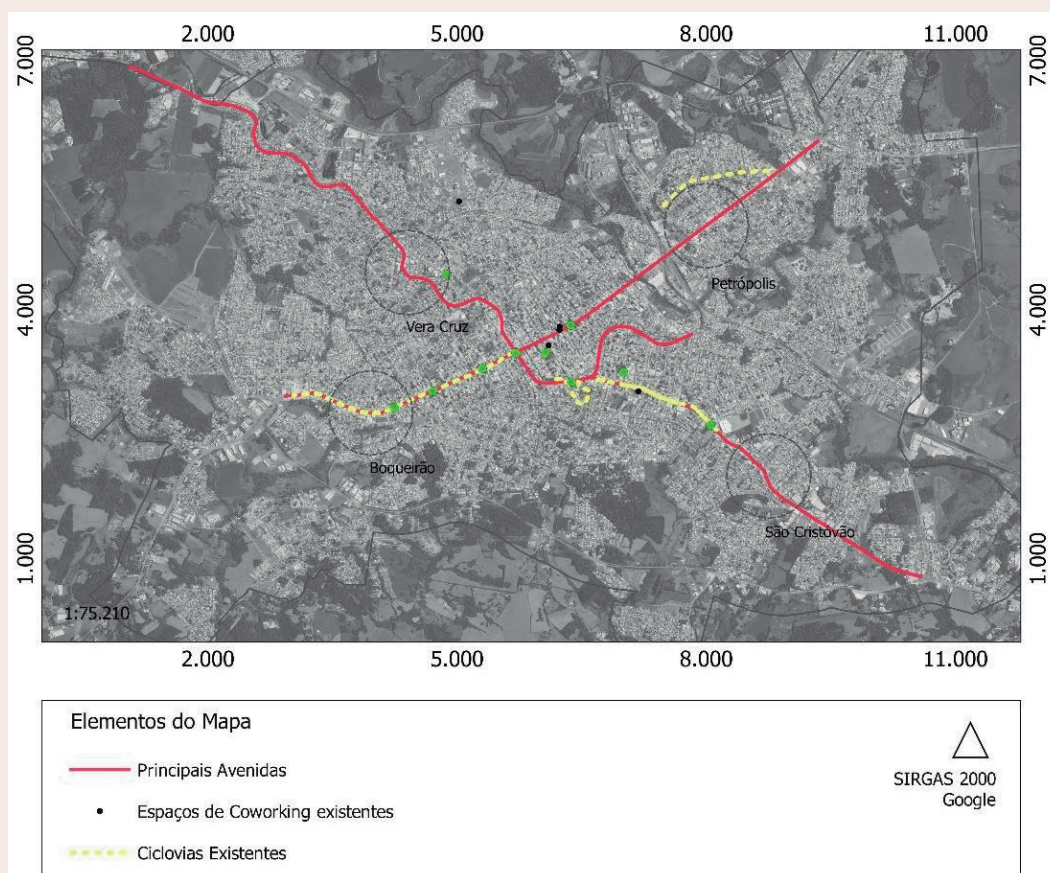 2.000 5.000 8.000 11.000
7.000 7.000
Petrópolis
4.000 4.000
Vera Cruz
Boqueirão
São Cristóvão
1.000 1.000
1:75.210
2.000 5.000 8.000 11.000
Elementos do Mapa
Principais Avenidas
SIRGAS 2000
Google
Espaços de Coworking existentes
Ciclovias Existentes